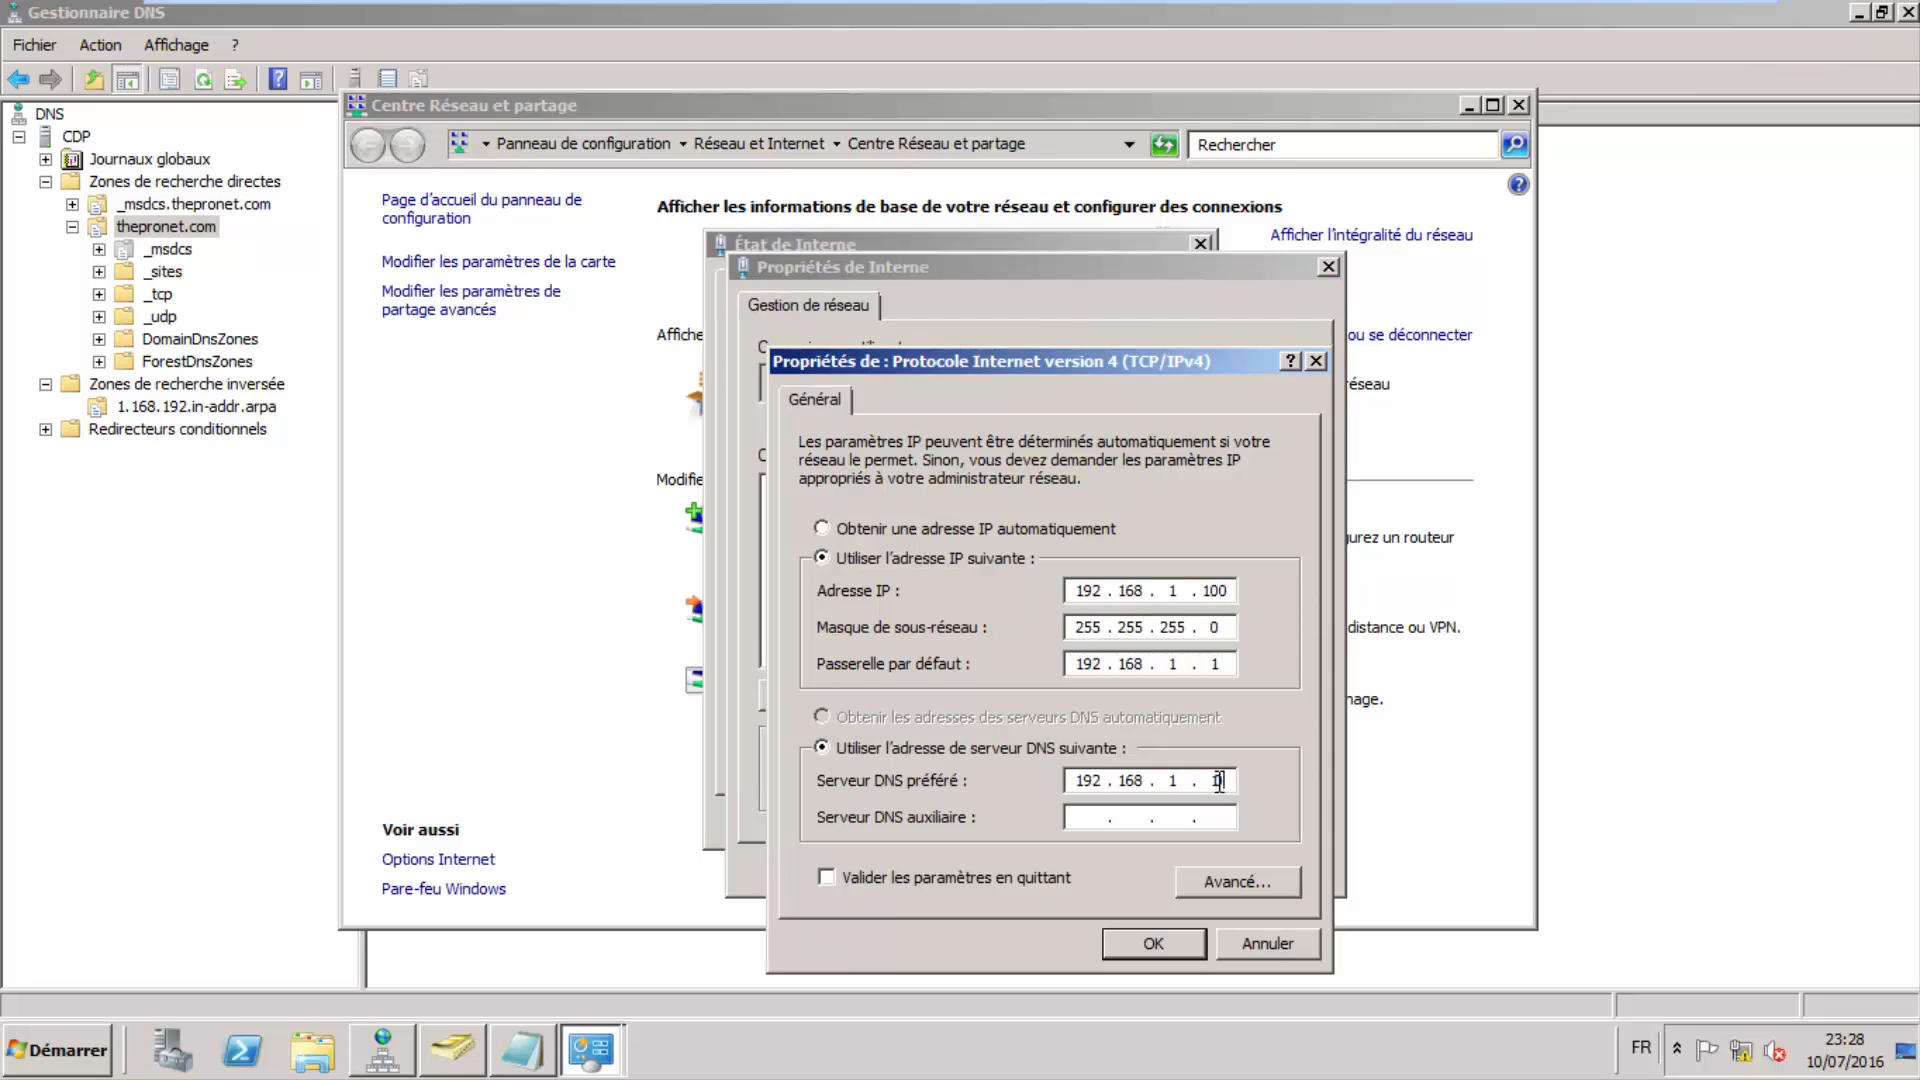 Gestionnaire DNS
Fichier Action Affichage ?
DNS
CDP
Journaux globaux
Zones de recherche directes
_msdcs.thepronet.com
thepronet.com
_msdcs
_sites
_tcp
_udp
DomainDnsZones
ForestDnsZones
Zones de recherche inversée
1.168.192.in-addr.arpa
Redirecteurs conditionnels
Centre Réseau et partage
Panneau de configuration Réseau et Internet Centre Réseau et partage
Rechercher
Page d'accueil du panneau de
configuration
Modifier les paramètres de la carte
Modifier les paramètres de
partage avancés
Voir aussi
Options Internet
Pare-feu Windows
Afficher les informations de base de votre réseau et configurer des connexions
Afficher l'intégralité du réseau
Affiche
ou se déconnecter
éseau
Modifie
gurez un routeur
distance ou VPN.
nage.
État de Interne
Propriétés de Interne
Gestion de réseau
Propriétés de : Protocole Internet version 4 (TCP/IPv4)
Général
Les paramètres IP peuvent être déterminés automatiquement si votre
réseau le permet. Sinon, vous devez demander les paramètres IP
appropriés à votre administrateur réseau.
Obtenir une adresse IP automatiquement
Utiliser l'adresse IP suivante :
Adresse IP : 192 . 168 . 1 . 100
Masque de sous-réseau : 255 . 255 . 255 . 0
Passerelle par défaut : 192 . 168 . 1 . 1
Obtenir les adresses des serveurs DNS automatiquement
Utiliser l'adresse de serveur DNS suivante :
Serveur DNS préféré : 192 . 168 . 1 .
Serveur DNS auxiliaire : . . .
Valider les paramètres en quittant
Avancé...
OK Annuler
Démarrer
FR
23:28
10/07/2016